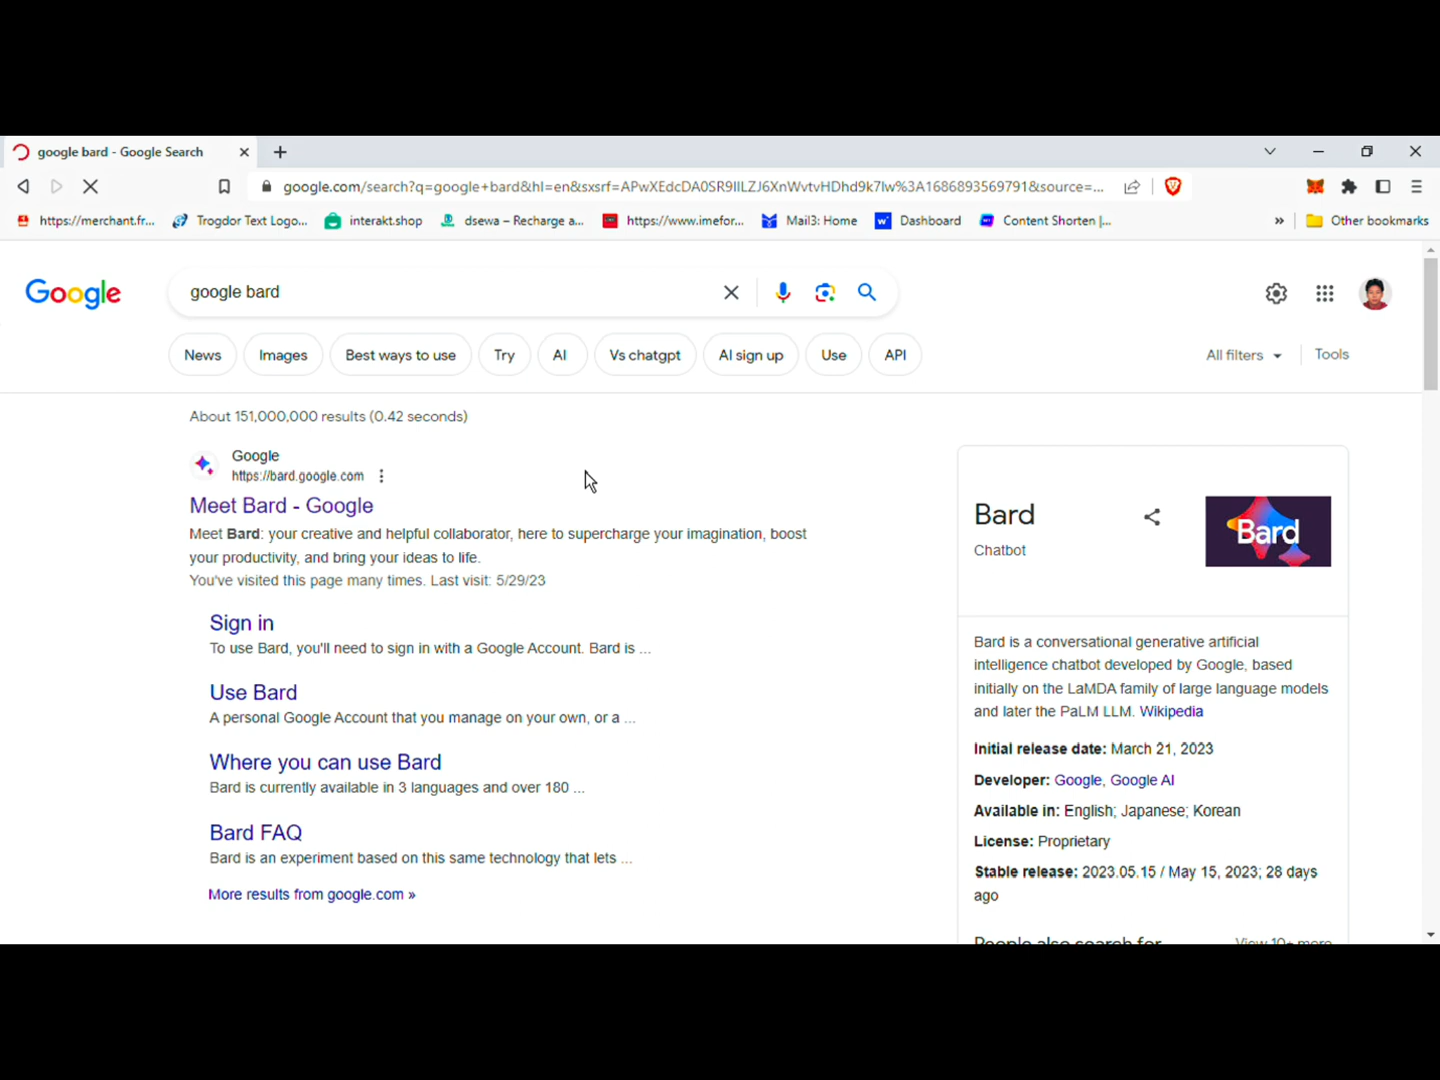 google bard - Google Search
google.com/search?q=google+bard&hl=en&sxsrf=APwXEdcDA0SR9IILZJ6XnWvtvHDhd9k7lw%3A1686893569791&source=...
https://merchant.fr... Trogdor Text Logo... interakt.shop dsewa – Recharge a... https://www.imefor... Mail3: Home Dashboard Content Shorten |... » Other bookmarks
Google google bard
News Images Best ways to use Try AI Vs chatgpt AI sign up Use API All filters Tools
About 151,000,000 results (0.42 seconds)
Google
https://bard.google.com
Meet Bard - Google
Meet Bard: your creative and helpful collaborator, here to supercharge your imagination, boost
your productivity, and bring your ideas to life.
You've visited this page many times. Last visit: 5/29/23
Sign in
To use Bard, you'll need to sign in with a Google Account. Bard is ...
Use Bard
A personal Google Account that you manage on your own, or a ...
Where you can use Bard
Bard is currently available in 3 languages and over 180 ...
Bard FAQ
Bard is an experiment based on this same technology that lets ...
More results from google.com »
Bard
Chatbot
Bard
Bard is a conversational generative artificial
intelligence chatbot developed by Google, based
initially on the LaMDA family of large language models
and later the PaLM LLM. Wikipedia
Initial release date: March 21, 2023
Developer: Google, Google AI
Available in: English; Japanese; Korean
License: Proprietary
Stable release: 2023.05.15 / May 15, 2023; 28 days
ago
People also search for View 10+ more